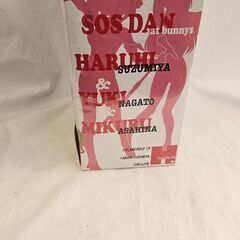 SOS DAN
at bunnys
HARUHI
SUZUMIYA
&
YUKI
NAGATO
&
MIKURU
ASAHINA
MELANCHOLY OF
HARUHI SUZUMIYA